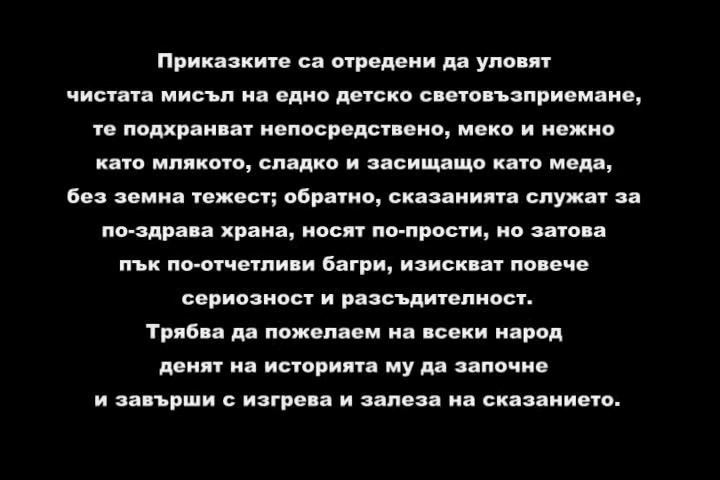 Приказките са отредени да уловят
чистата мисъл на едно детско световъзприемане,
те подхранват непосредствено, меко и нежно
като млякото, сладко и засищащо като меда,
без земна тежест; обратно, сказанията служат за
по-здрава храна, носят по-прости, но затова
пък по-отчетливи багри, изискват повече
сериозност и разсъдителност.
Трябва да пожелаем на всеки народ
денят на историята му да започне
и завърши с изгрева и залеза на сказанието.